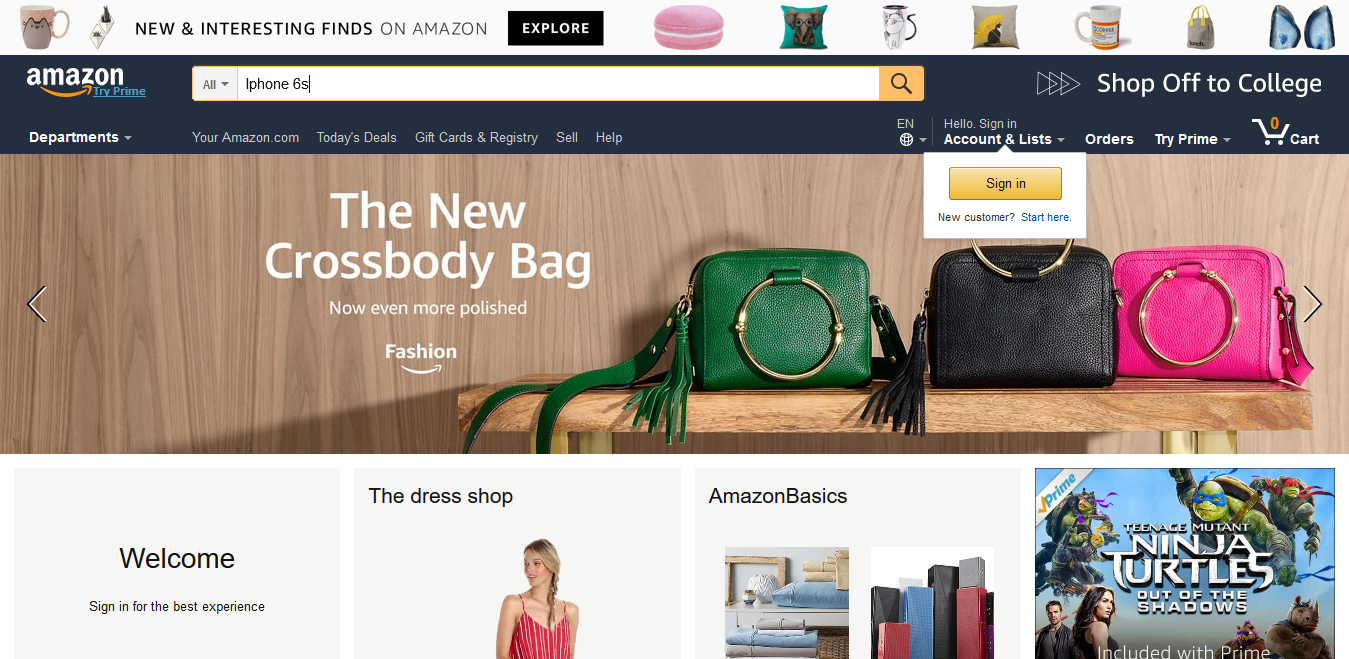 NEW & INTERESTING FINDS ON AMAZON EXPLORE
lunch.
COFFEE
amazon
Try Prime
All
Iphone 6s
Shop Off to College
Departments
Your Amazon.com Today's Deals Gift Cards & Registry Sell Help
EN
Hello. Sign in
Account & Lists
Orders
Try Prime
0
Cart
Sign in
New customer? Start here.
The New
Crossbody Bag
Now even more polished
Fashion
Welcome
Sign in for the best experience
The dress shop
AmazonBasics
Prime
TEENAGE MUTANT
NINJA
TURTLES
OUT OF THE
SHADOWS
Included with Prime